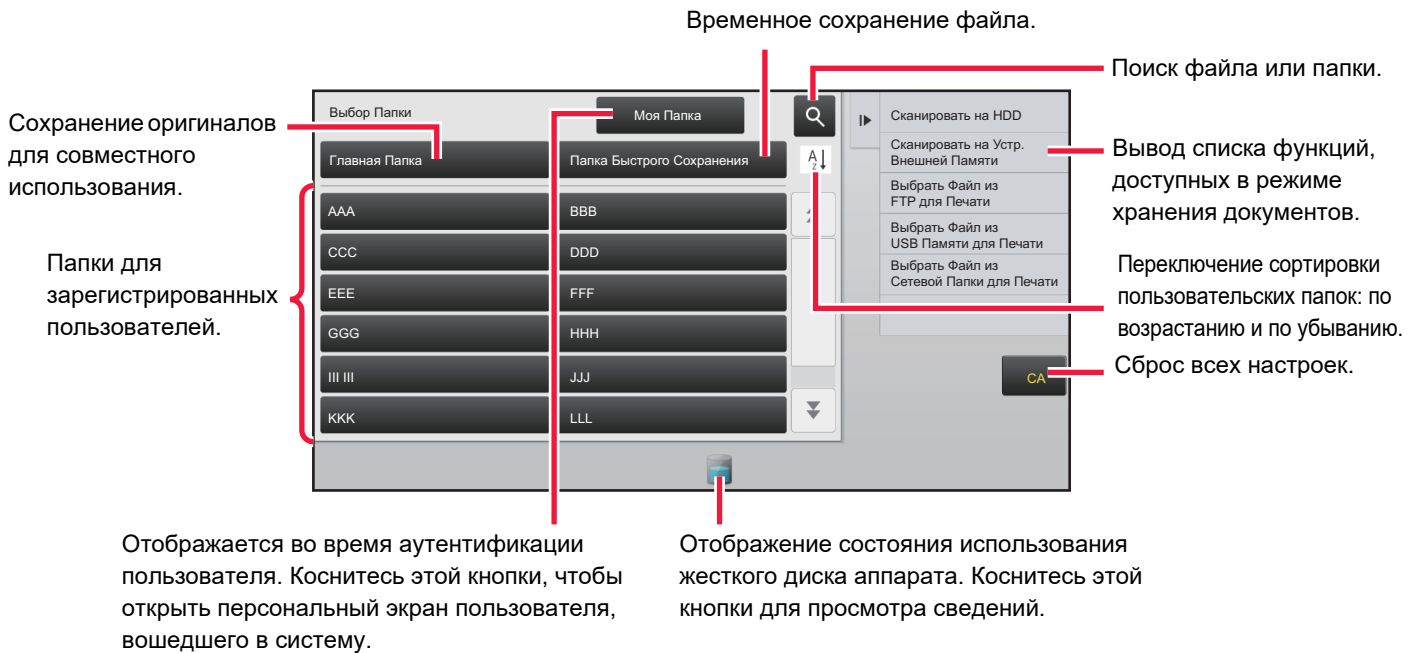 Временное сохранение файла.
Поиск файла или папки.
Сохранение оригиналов
для совместного
использования.
Выбор Папки
Моя Папка
Сканировать на HDD
Главная Папка
Папка Быстрого Сохранения
A
Z
Сканировать на Устр.
Внешней Памяти
Вывод списка функций,
доступных в режиме
хранения документов.
Выбрать Файл из
FTP для Печати
AAA
BBB
Выбрать Файл из
USB Памяти для Печати
CCC
DDD
Выбрать Файл из
Сетевой Папки для Печати
Папки для
зарегистрированных
пользователей.
EEE
FFF
Переключение сортировки
пользовательских папок: по
возрастанию и по убыванию.
GGG
HHH
III III
JJJ
CA
Сброс всех настроек.
KKK
LLL
Отображается во время аутентификации
пользователя. Коснитесь этой кнопки, чтобы
открыть персональный экран пользователя,
вошедшего в систему.
Отображение состояния использования
жесткого диска аппарата. Коснитесь этой
кнопки для просмотра сведений.